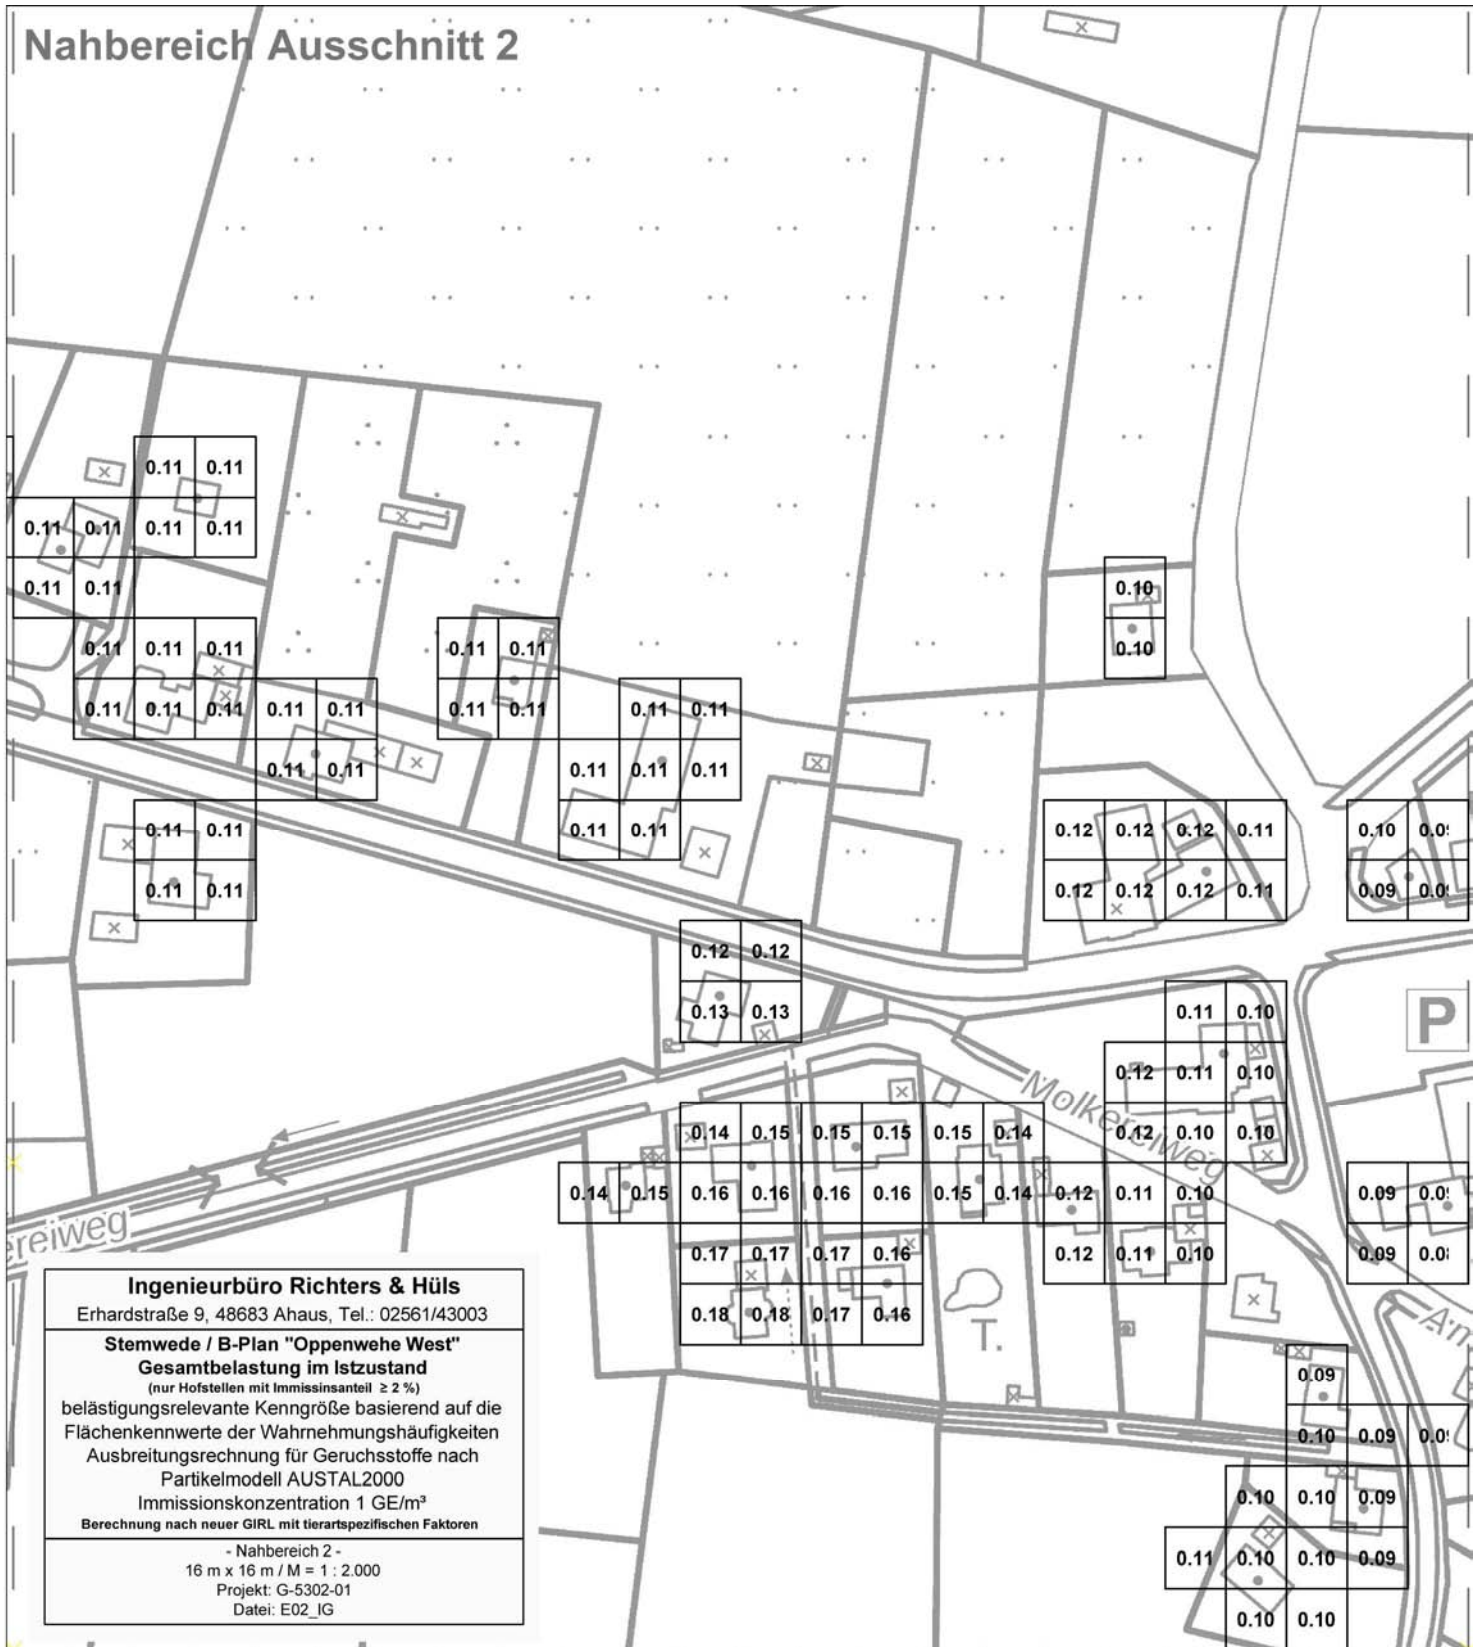 Nahbereich Ausschnitt 2
0.11 0.11
0.11 0.11 0.11 0.11
0.11 0.11 0.10
0.11 0.11 0.11 0.11 0.11 0.10
0.11 0.11 0.11 0.11 0.11 0.11 0.11 0.11 0.11
0.11 0.11 0.11 0.11 0.11
0.11 0.11 0.11 0.11 0.12 0.12 0.12 0.11 0.10
0.11 0.11 0.12 0.12 0.12 0.11 0.09
0.12 0.12
0.13 0.13 0.11 0.10
P
0.12 0.11 0.10
Molkereiweg
0.14 0.15 0.15 0.15 0.15 0.14 0.12 0.10 0.10
0.14 0.15 0.16 0.16 0.16 0.16 0.15 0.14 0.12 0.11 0.10 0.09
ereiweg
0.17 0.17 0.17 0.16 0.12 0.11 0.10 0.09
0.18 0.18 0.17 0.16
T.
Am
0.09
0.10 0.09
0.10 0.10 0.09
0.11 0.10 0.10 0.09
0.10 0.10
Ingenieurbüro Richters & Hüls
Erhardstraße 9, 48683 Ahaus, Tel.: 02561/43003
Stemwede / B-Plan "Oppenwehe West"
Gesamtbelastung im Istzustand
(nur Hofstellen mit Immissinsanteil ≥ 2 %)
belästigungsrelevante Kenngröße basierend auf die
Flächenkennwerte der Wahrnehmungshäufigkeiten
Ausbreitungsrechnung für Geruchsstoffe nach
Partikelmodell AUSTAL2000
Immissionskonzentration 1 GE/m³
Berechnung nach neuer GIRL mit tierartspezifischen Faktoren
- Nahbereich 2 -
16 m x 16 m / M = 1 : 2.000
Projekt: G-5302-01
Datei: E02_IG